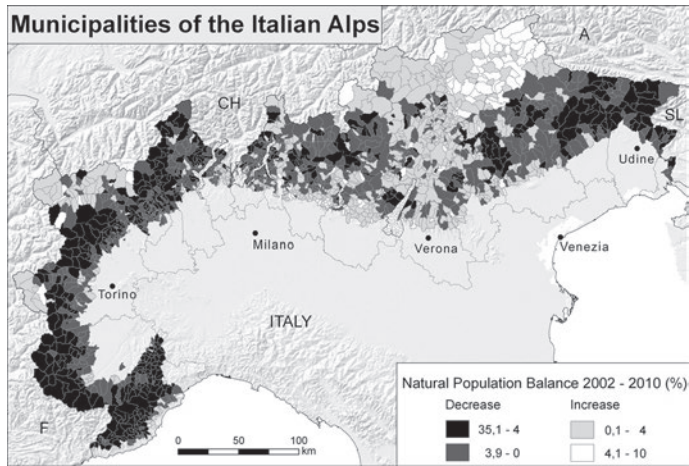 Municipalities of the Italian Alps
A
CH
SL
Udine
Milano
Verona
Venezia
Torino
ITALY
F
0 50 100
km
Natural Population Balance 2002 - 2010 (%)
Decrease Increase
35,1 - 4 0,1 - 4
3,9 - 0 4,1 - 10